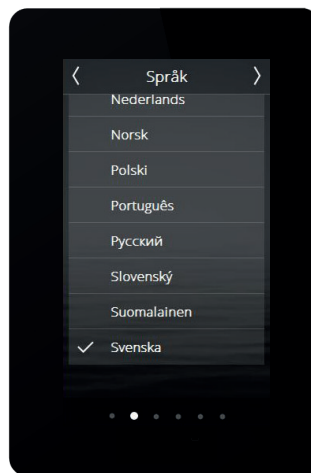 Språk
Nederlands
Norsk
Polski
Português
Русский
Slovenský
Suomalainen
Svenska